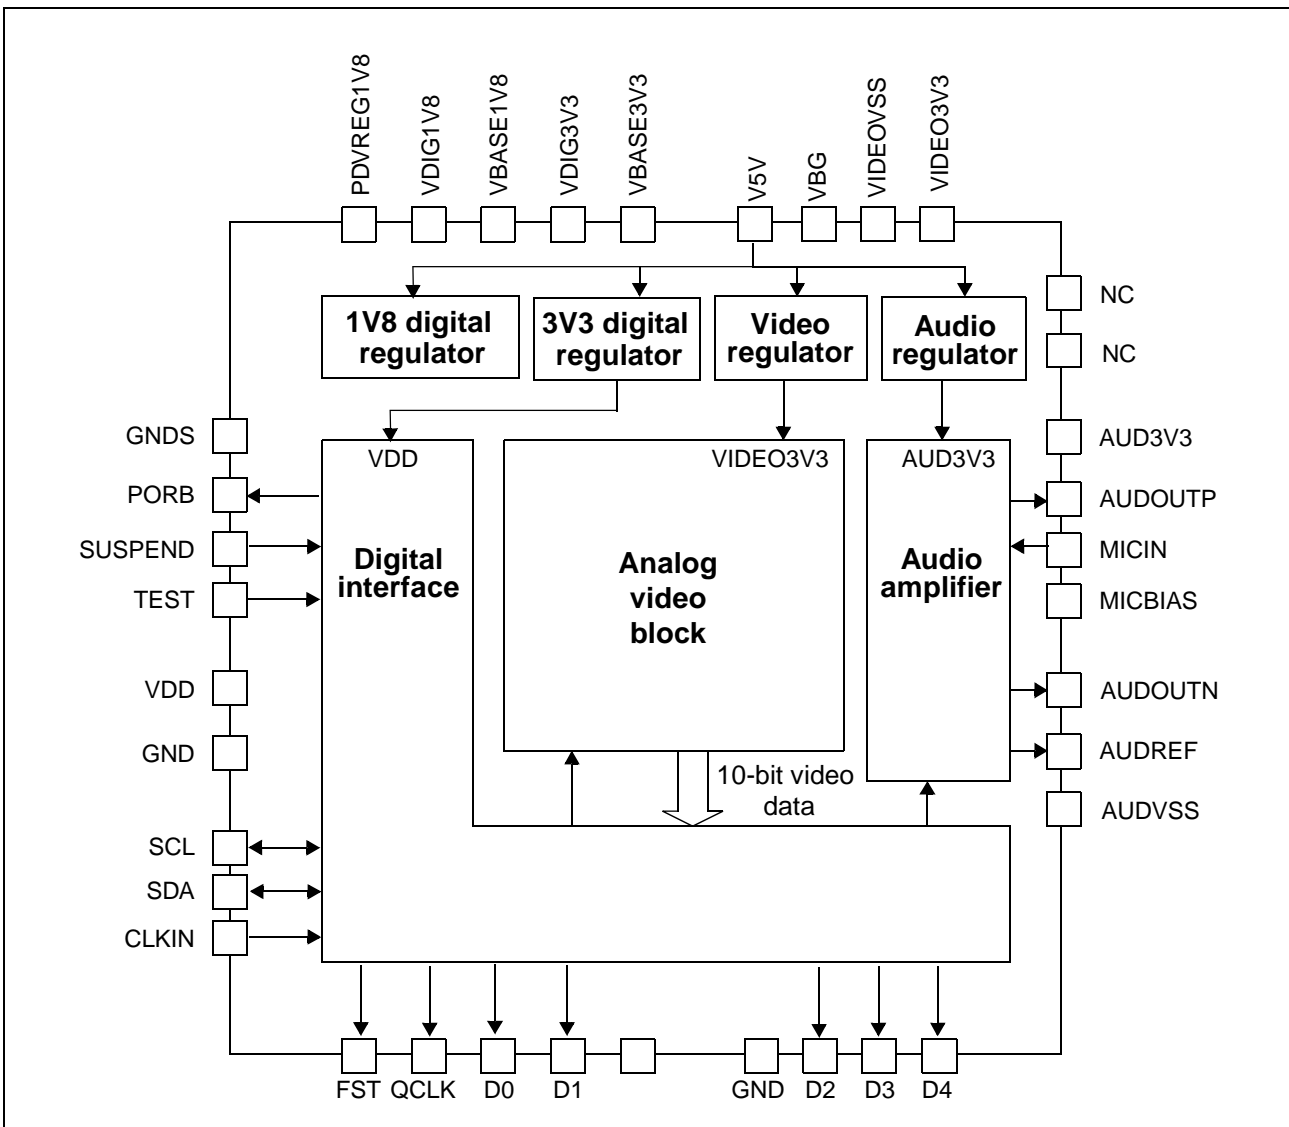 PDVREG1V8
VDIG1V8
VBASE1V8
VDIG3V3
VBASE3V3
V5V
VBG
VIDEOVSS
VIDEO3V3
1V8 digital
regulator
3V3 digital
regulator
Video
regulator
Audio
regulator
NC
NC
GNDS
PORB
SUSPEND
TEST
VDD
GND
SCL
SDA
CLKIN
VDD
Digital
interface
VIDEO3V3
Analog
video
block
AUD3V3
Audio
amplifier
10-bit video
data
AUD3V3
AUDOUTP
MICIN
MICBIAS
AUDOUTN
AUDREF
AUDVSS
FST
QCLK
D0
D1
GND
D2
D3
D4